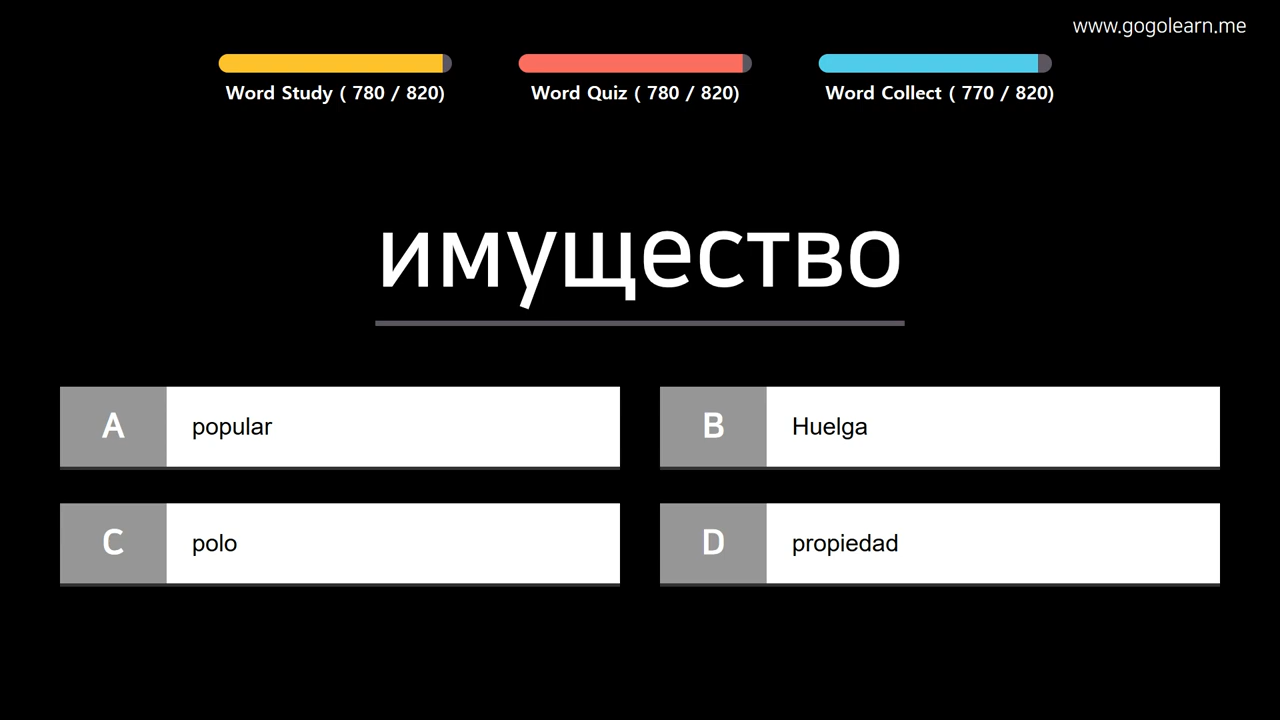 www.gogolearn.me
Word Study ( 780 / 820)
Word Quiz ( 780 / 820)
Word Collect ( 770 / 820)
имущество
A popular
B Huelga
C polo
D propiedad